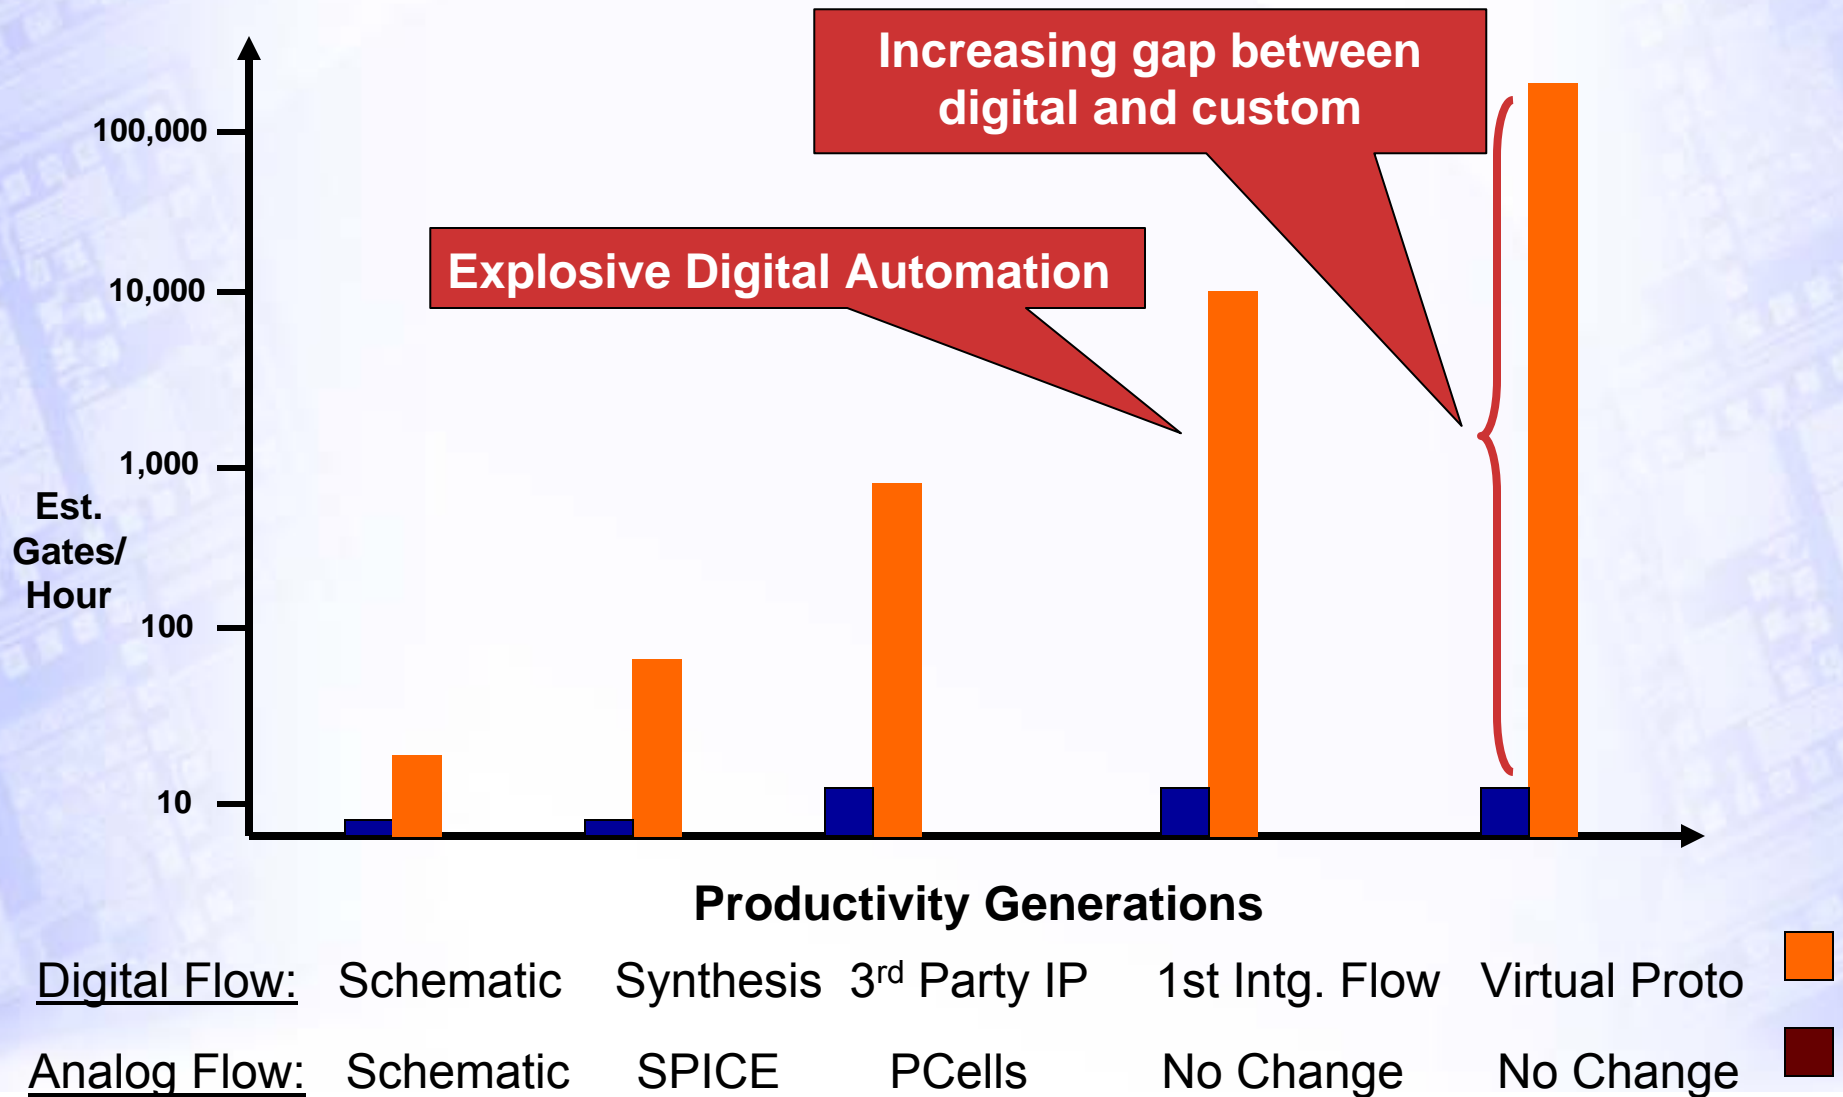 Increasing gap between
digital and custom
100,000
Explosive Digital Automation
10,000
1,000
Est.
Gates/
Hour
100
10
Productivity Generations
Digital Flow: Schematic Synthesis 3rd Party IP 1st Intg. Flow Virtual Proto
Analog Flow: Schematic SPICE PCells No Change No Change